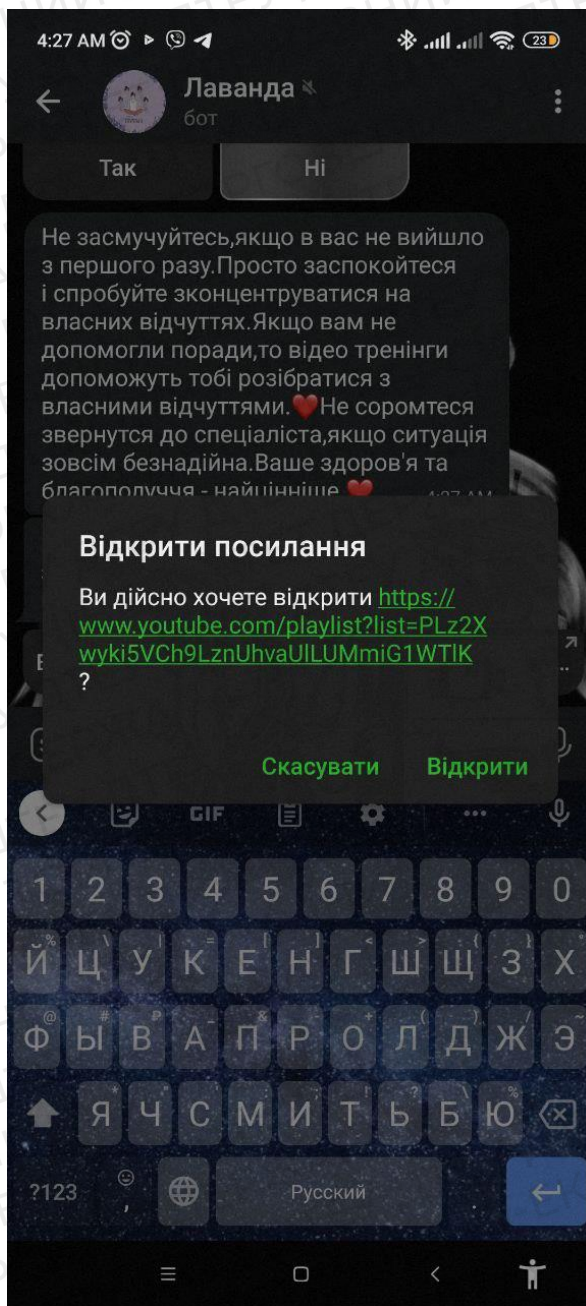 4:27 AM
23
Лаванда
бот
Так Ні
Не засмучуйтесь,якщо в вас не вийшло
з першого разу.Просто заспокойтеся
і спробуйте зконцентруватися на
власних відчуттях.Якщо вам не
допомогли поради,то відео тренінги
допоможуть тобі розібратися з
власними відчуттями.❤️Не соромтеся
звернутся до спеціаліста,якщо ситуація
зовсім безнадійна.Ваше здоров'я та
благополуччя - найцінніше ❤️ 4:27 AM
Відкрити посилання
Ви дійсно хочете відкрити https://
www.youtube.com/playlist?list=PLz2X
wyki5VCh9LznUhvaUlLUMmiG1WTlK
?
Скасувати Відкрити
GIF
1 2 3 4 5 6 7 8 9 0
Й Ц У К Е Н Г Ш Щ З Х
Ф Ы В А П Р О Л Д Ж Э
Я Ч С М И Т Ь Б Ю
?123 , Русский .